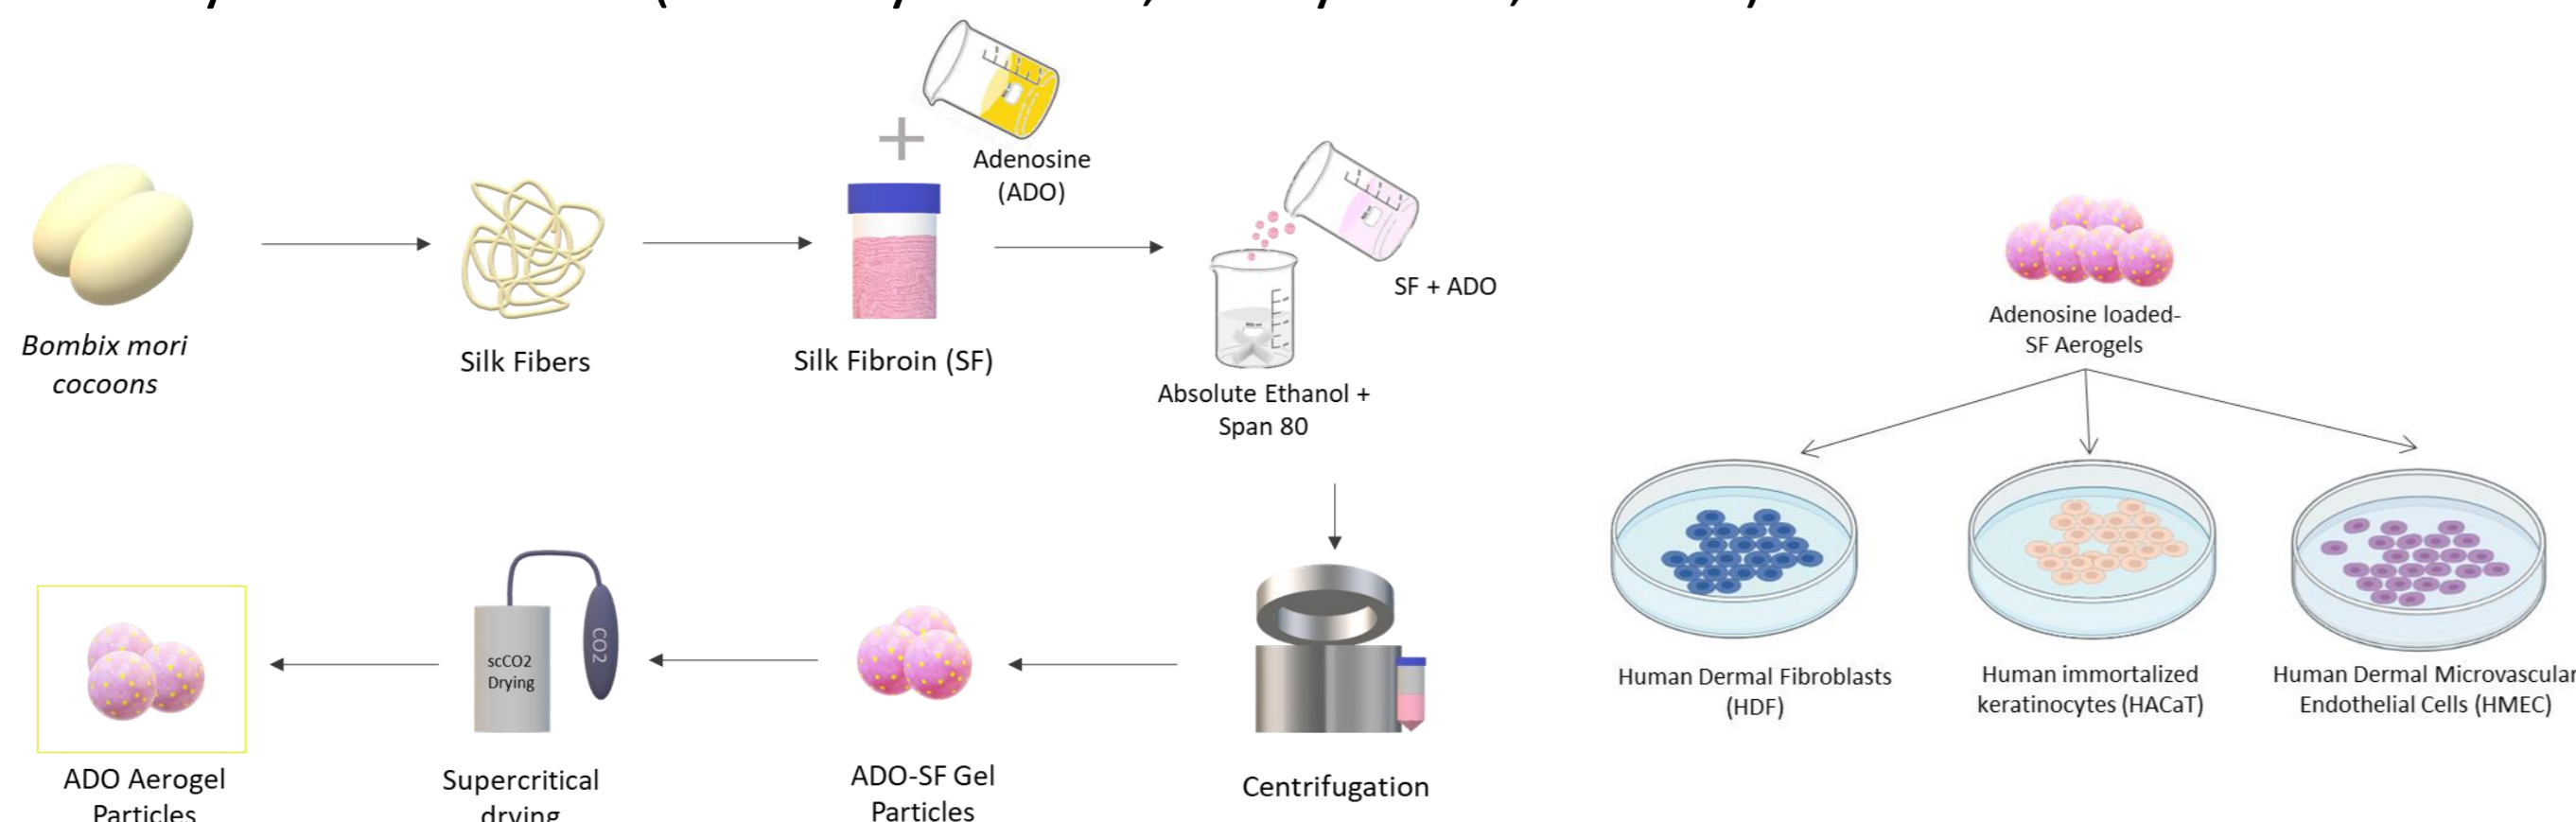 Adenosine
(ADO)
Bombix mori
cocoons
Silk Fibers
Silk Fibroin (SF)
SF + ADO
Absolute Ethanol +
Span 80
Centrifugation
ADO-SF Gel
Particles
CO2
scCO2
Drying
Supercritical
drying
ADO Aerogel
Particles
Adenosine loaded-
SF Aerogels
Human Dermal Fibroblasts
(HDF)
Human immortalized
keratinocytes (HACaT)
Human Dermal Microvascular
Endothelial Cells (HMEC)